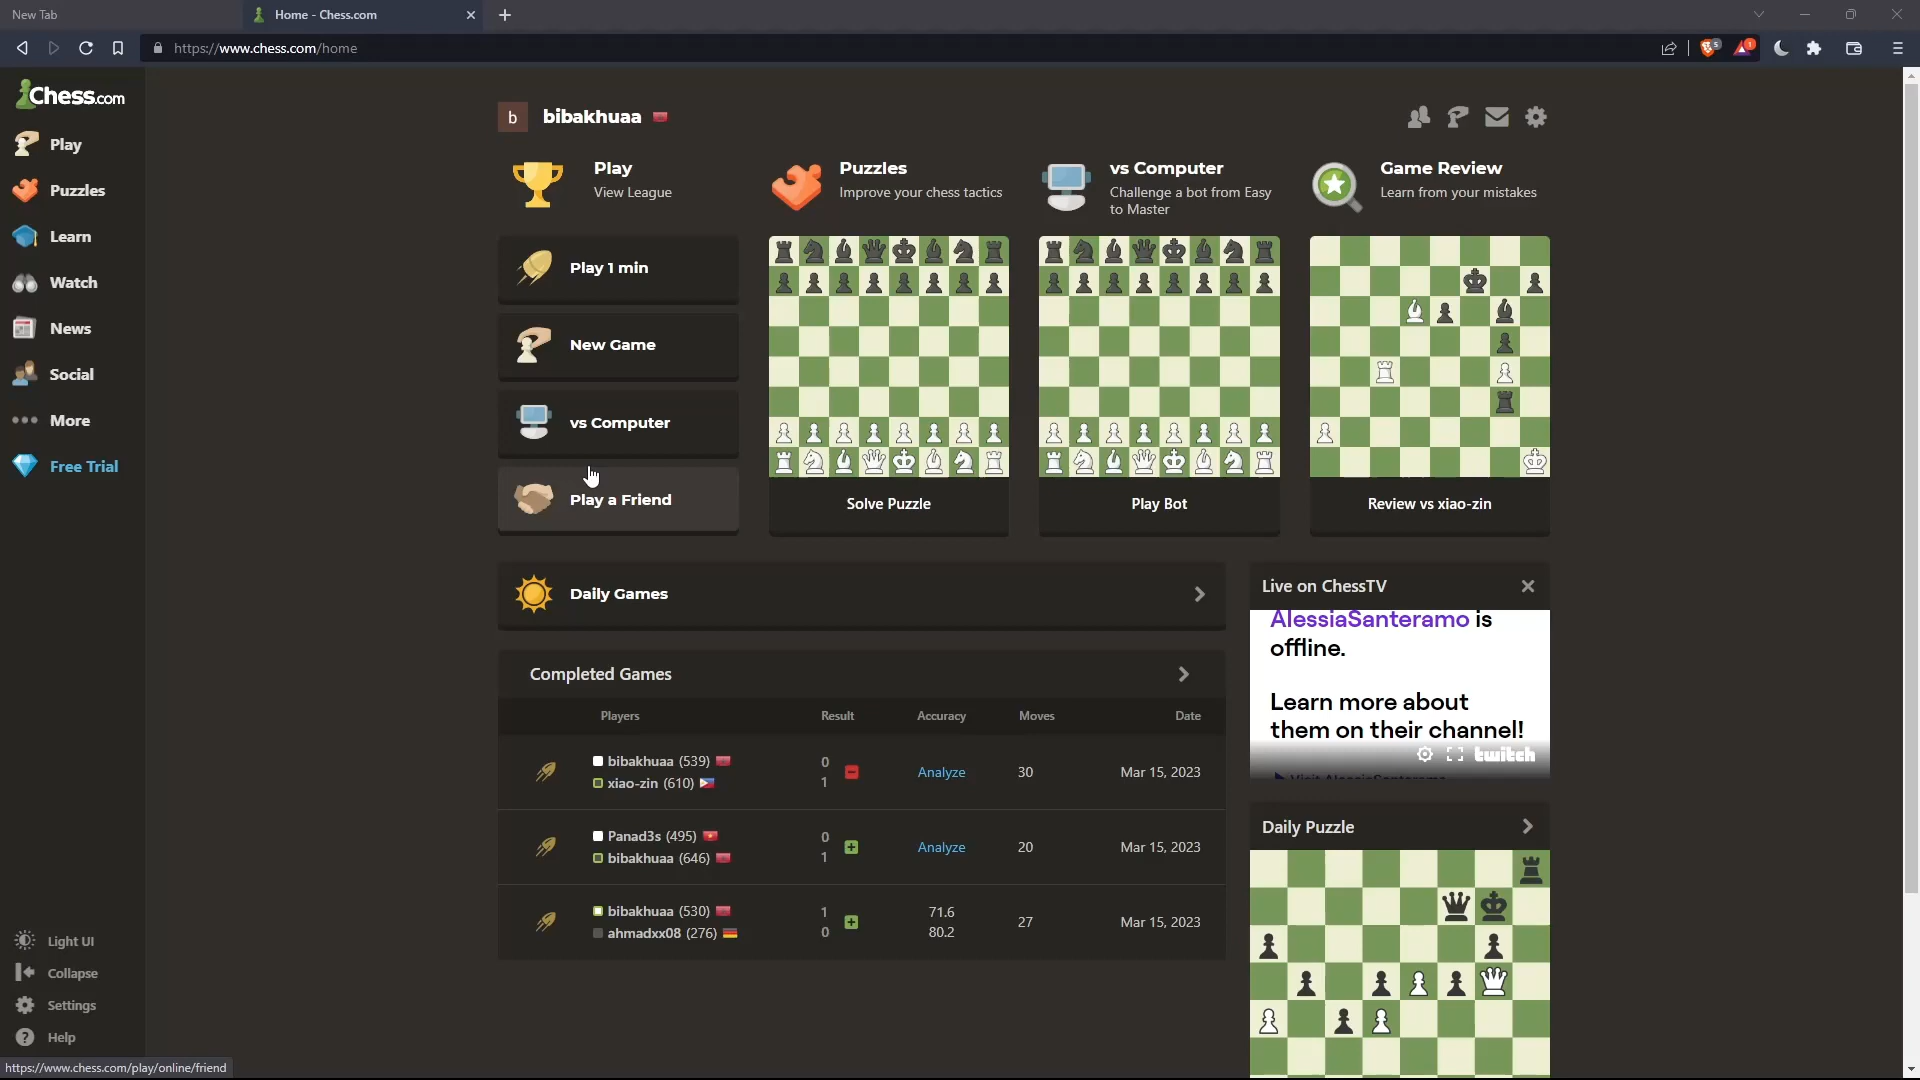 New Tab
Home - Chess.com
https://www.chess.com/home
5
1
Chess.com
Play
Puzzles
Learn
Watch
News
Social
More
Free Trial
Light UI
Collapse
Settings
Help
https://www.chess.com/play/online/friend
b bibakhuaa
Play
View League
Puzzles
Improve your chess tactics
vs Computer
Challenge a bot from Easy
to Master
Game Review
Learn from your mistakes
Play 1 min
New Game
vs Computer
Play a Friend
Solve Puzzle
Play Bot
Review vs xiao-zin
Daily Games
Completed Games
Players Result Accuracy Moves Date
bibakhuaa (539) 0
xiao-zin (610) 1
Analyze 30 Mar 15, 2023
Panad3s (495) 0
bibakhuaa (646) 1
Analyze 20 Mar 15, 2023
bibakhuaa (530) 1 71.6
ahmadxx08 (276) 0 80.2
27 Mar 15, 2023
Live on ChessTV
AlessiaSanteramo is
offline.
Learn more about
them on their channel!
twitch
Daily Puzzle